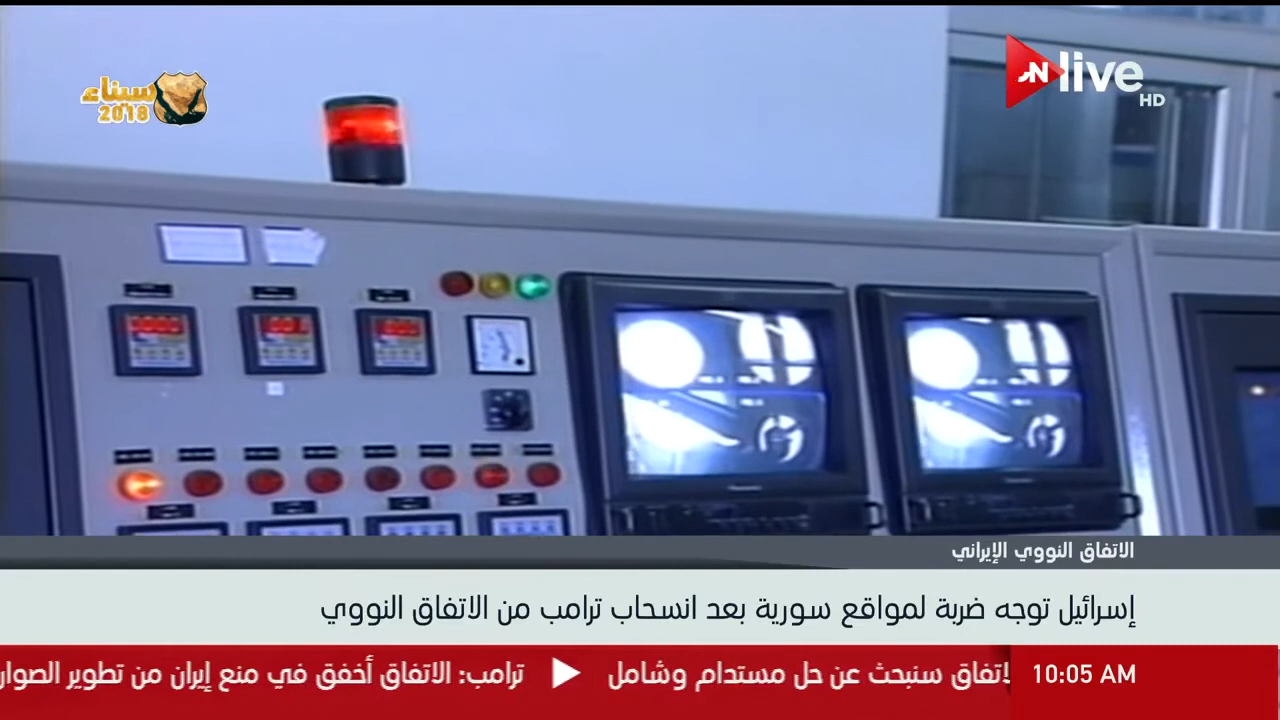 سيناء
2018
ON live
HD
الاتفاق النووي الإيراني
إسرائيل توجه ضربة لمواقع سورية بعد انسحاب ترامب من الاتفاق النووي
10:05 AM
سنبحث عن حل مستدام وشامل ◀ ترامب: الاتفاق أخفق في منع إيران من تطوير